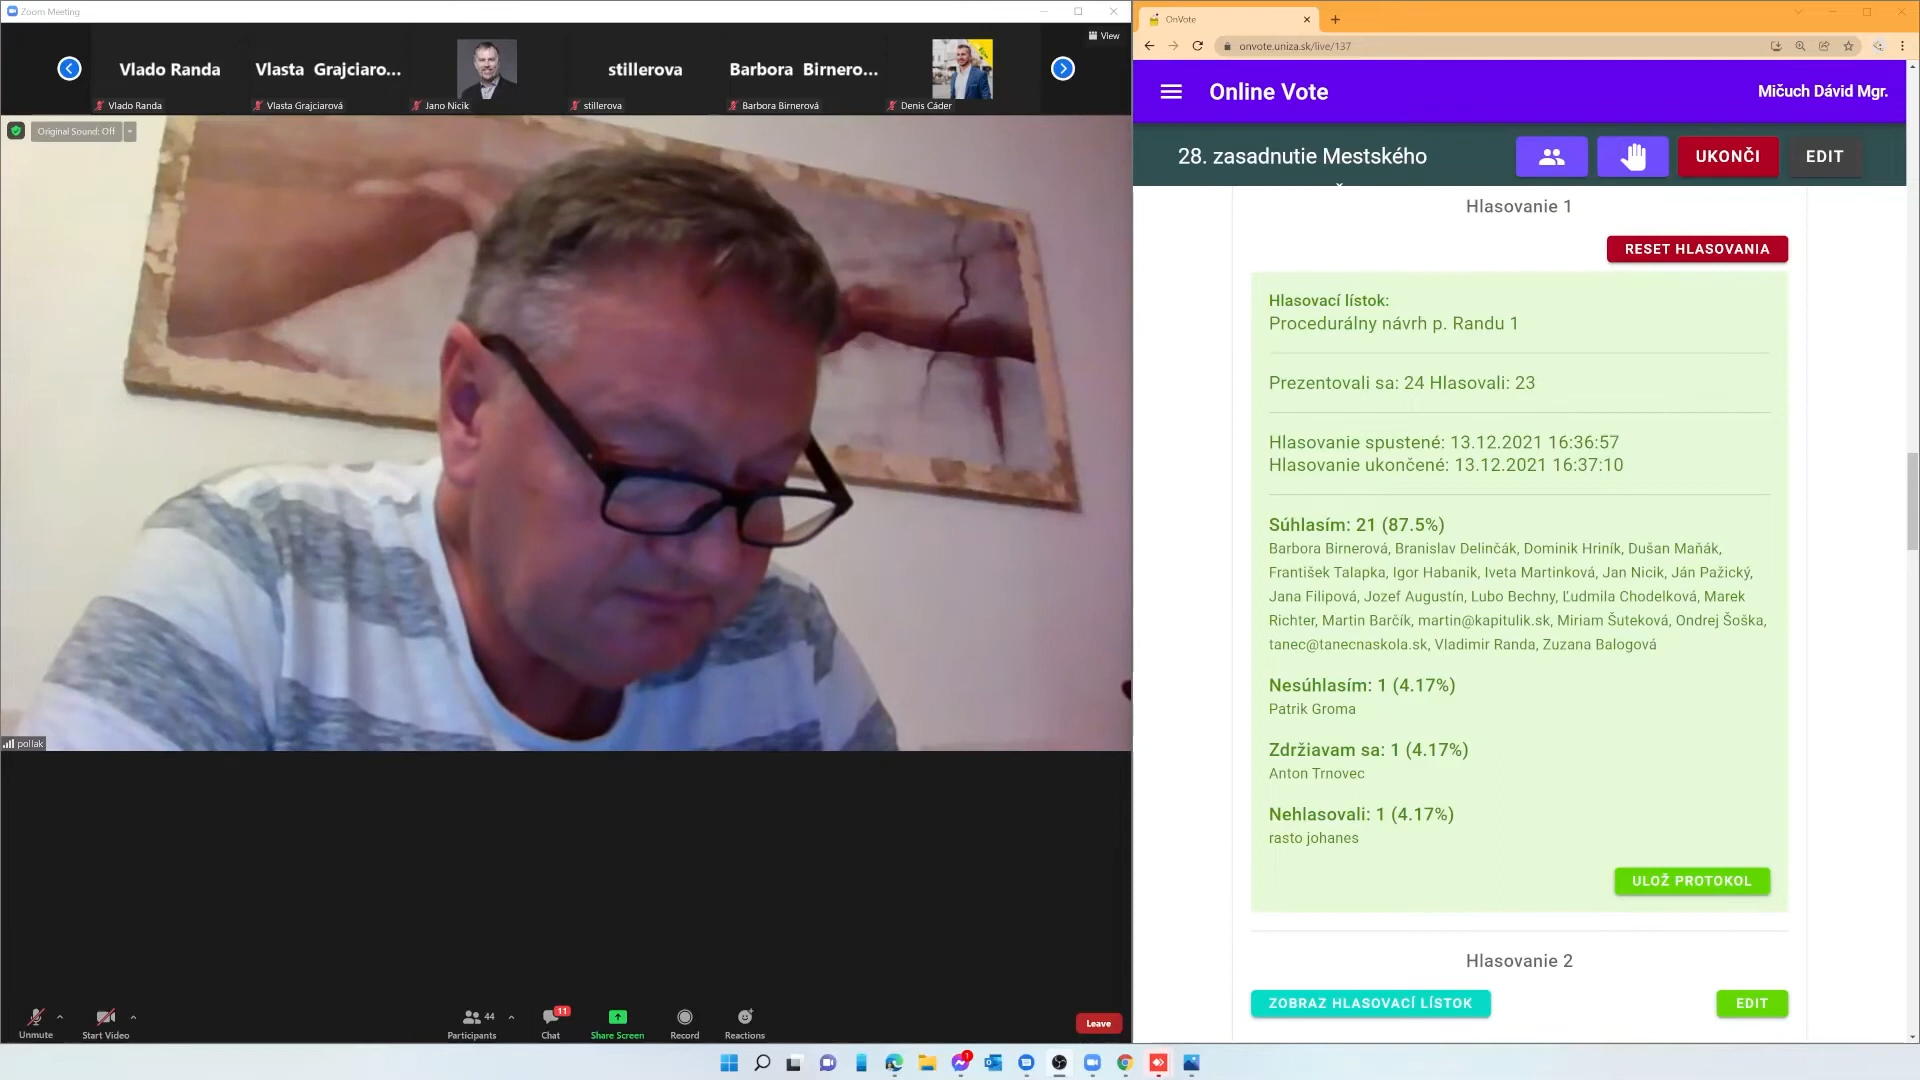 Zoom Meeting
View
Vlado Randa
Vlasta Grajciaro...
stillerova
Barbora Birnero...
Vlado Randa
Vlasta Grajciarová
Jano Nicík
stillerova
Barbora Birnerová
Denis Cáder
Original Sound: Off
pollak
Unmute
Start Video
44
Participants
11
Chat
Share Screen
Record
Reactions
Leave
OnVote
onvote.uniza.sk/live/137
Online Vote
Mičuch Dávid Mgr.
28. zasadnutie Mestského
UKONČI
EDIT
Hlasovanie 1
RESET HLASOVANIA
Hlasovací lístok:
Procedurálny návrh p. Randu 1
Prezentovali sa: 24 Hlasovali: 23
Hlasovanie spustené: 13.12.2021 16:36:57
Hlasovanie ukončené: 13.12.2021 16:37:10
Súhlasím: 21 (87.5%)
Barbora Birnerová, Branislav Delinčák, Dominik Hriník, Dušan Maňák,
František Talapka, Igor Habanik, Iveta Martinková, Jan Nicik, Ján Pažický,
Jana Filipová, Jozef Augustín, Lubo Bechny, Ľudmila Chodelková, Marek
Richter, Martin Barčík, martin@kapitulik.sk, Miriam Šuteková, Ondrej Šoška,
tanec@tanecnaskola.sk, Vladimir Randa, Zuzana Balogová
Nesúhlasím: 1 (4.17%)
Patrik Groma
Zdržiavam sa: 1 (4.17%)
Anton Trnovec
Nehlasovali: 1 (4.17%)
rasto johanes
ULOŽ PROTOKOL
Hlasovanie 2
ZOBRAZ HLASOVACÍ LÍSTOK
EDIT
1